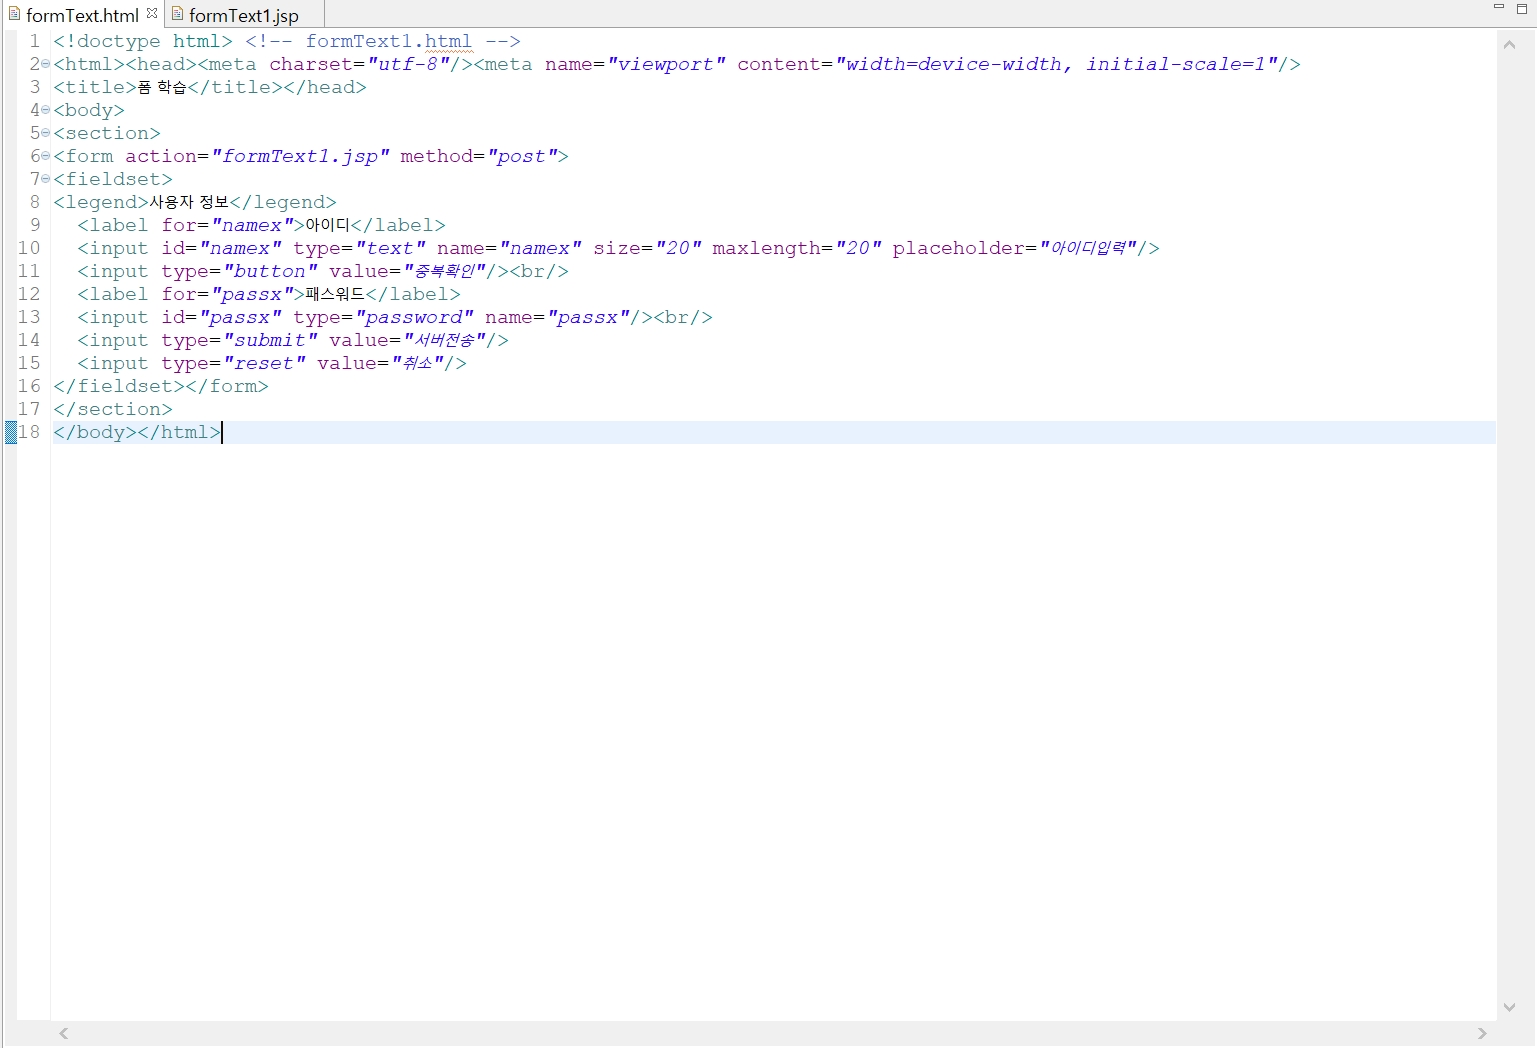 formText.html
formText1.jsp
1 <!doctype html> <!-- formText1.html -->
2 <html><head><meta charset="utf-8"/><meta name="viewport" content="width=device-width, initial-scale=1"/>
3 <title>폼 학습</title></head>
4 <body>
5 <section>
6 <form action="formText1.jsp" method="post">
7 <fieldset>
8 <legend>사용자 정보</legend>
9   <label for="namex">아이디</label>
10   <input id="namex" type="text" name="namex" size="20" maxlength="20" placeholder="아이디입력"/>
11   <input type="button" value="중복확인"/><br/>
12   <label for="passx">패스워드</label>
13   <input id="passx" type="password" name="passx"/><br/>
14   <input type="submit" value="서버전송"/>
15   <input type="reset" value="취소"/>
16 </fieldset></form>
17 </section>
18 </body></html>